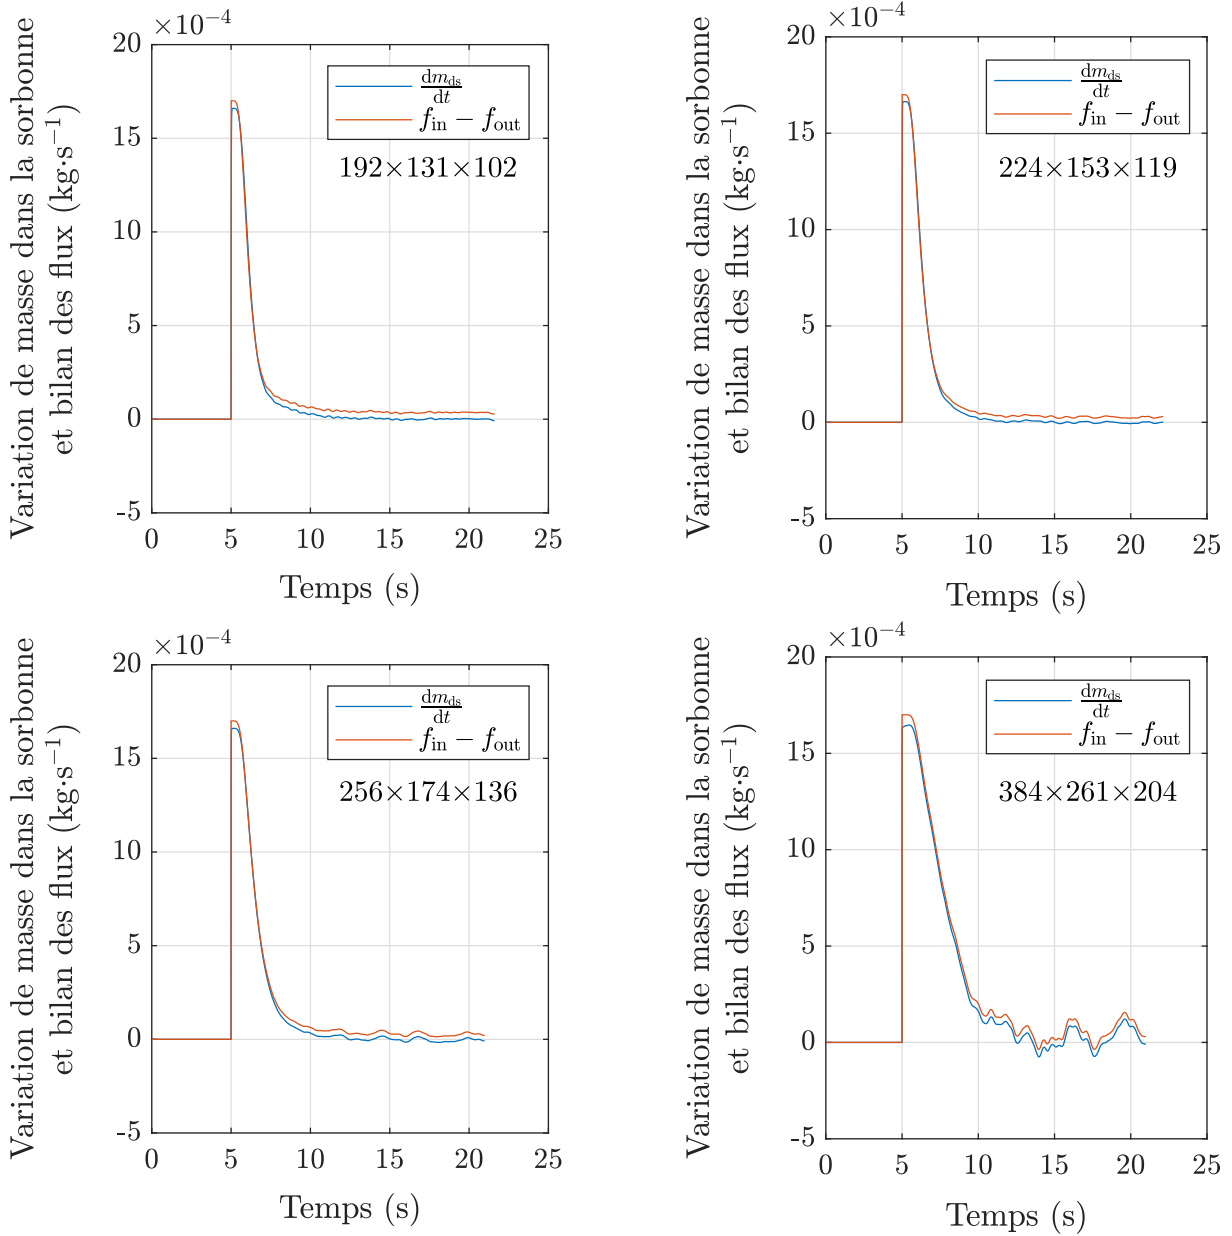 Variation de masse dans la sorbonne
et bilan des flux (kg·s⁻¹)
×10⁻⁴
20
15
10
5
0
-5
0 5 10 15 20 25
Temps (s)
dm_ds/dt
f_in − f_out
192×131×102
Variation de masse dans la sorbonne
et bilan des flux (kg·s⁻¹)
×10⁻⁴
20
15
10
5
0
-5
0 5 10 15 20 25
Temps (s)
dm_ds/dt
f_in − f_out
224×153×119
Variation de masse dans la sorbonne
et bilan des flux (kg·s⁻¹)
×10⁻⁴
20
15
10
5
0
-5
0 5 10 15 20 25
Temps (s)
dm_ds/dt
f_in − f_out
256×174×136
Variation de masse dans la sorbonne
et bilan des flux (kg·s⁻¹)
×10⁻⁴
20
15
10
5
0
-5
0 5 10 15 20 25
Temps (s)
dm_ds/dt
f_in − f_out
384×261×204